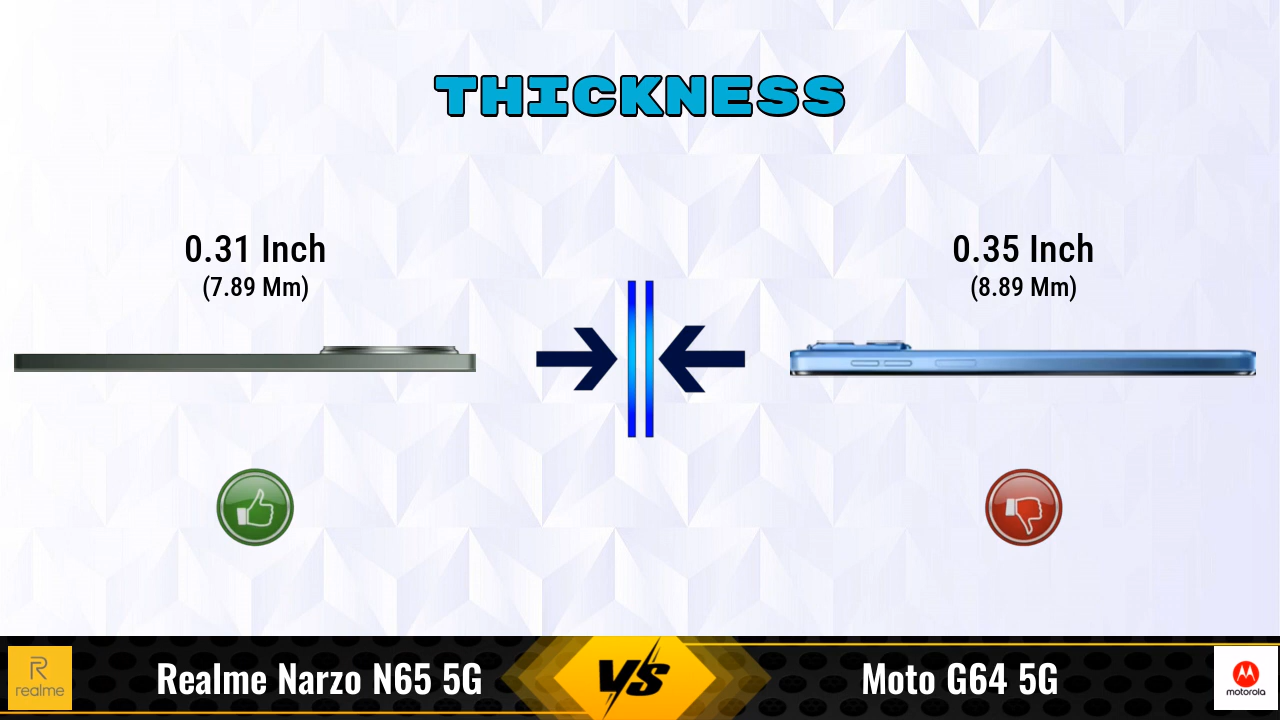 THICKNESS
0.31 Inch
(7.89 Mm)
0.35 Inch
(8.89 Mm)
realme
Realme Narzo N65 5G
VS
Moto G64 5G
motorola